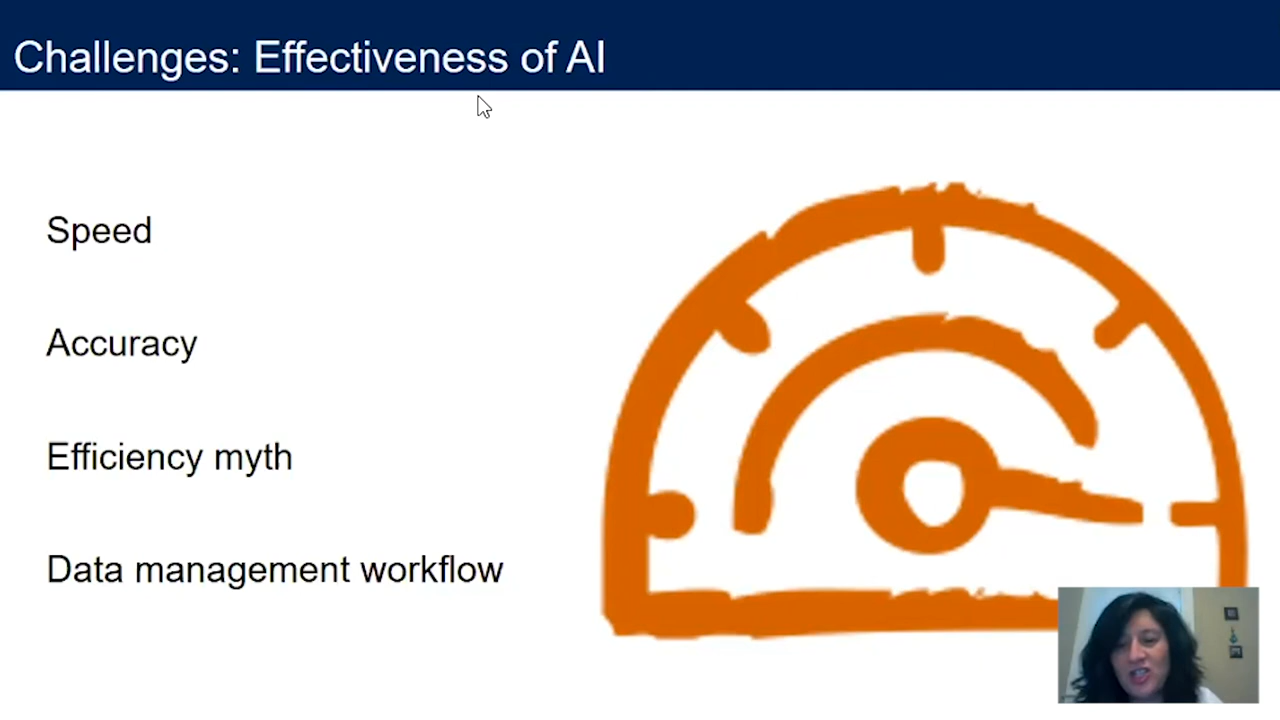 Challenges: Effectiveness of AI
Speed
Accuracy
Efficiency myth
Data management workflow